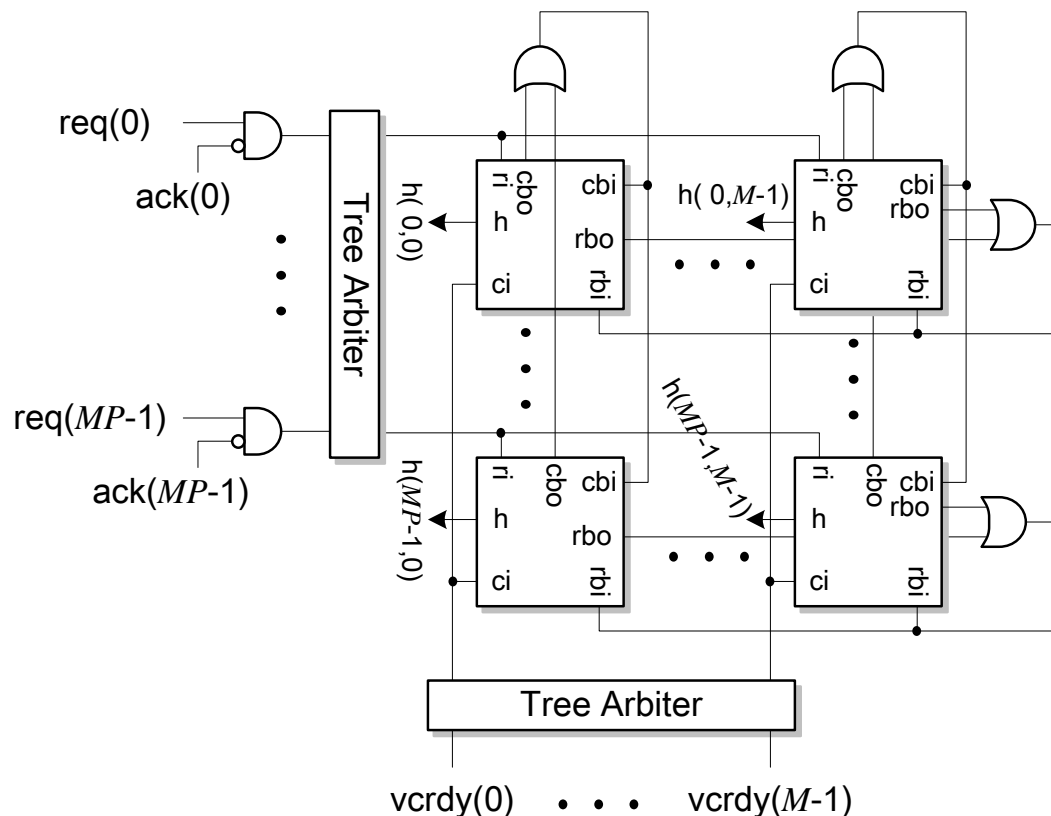 req(0)
ack(0)
Tree Arbiter
req(MP-1)
ack(MP-1)
ri
cbo
cbi
h
rbo
ci
rbi
h( 0,0)
ri
cbo
cbi
rbo
h
ci
rbi
h( 0,M-1)
ri
cbo
cbi
h
rbo
ci
rbi
h(MP-1,0)
ri
cbo
cbi
rbo
h
ci
rbi
h(MP-1,M-1)
Tree Arbiter
vcrdy(0)
vcrdy(M-1)